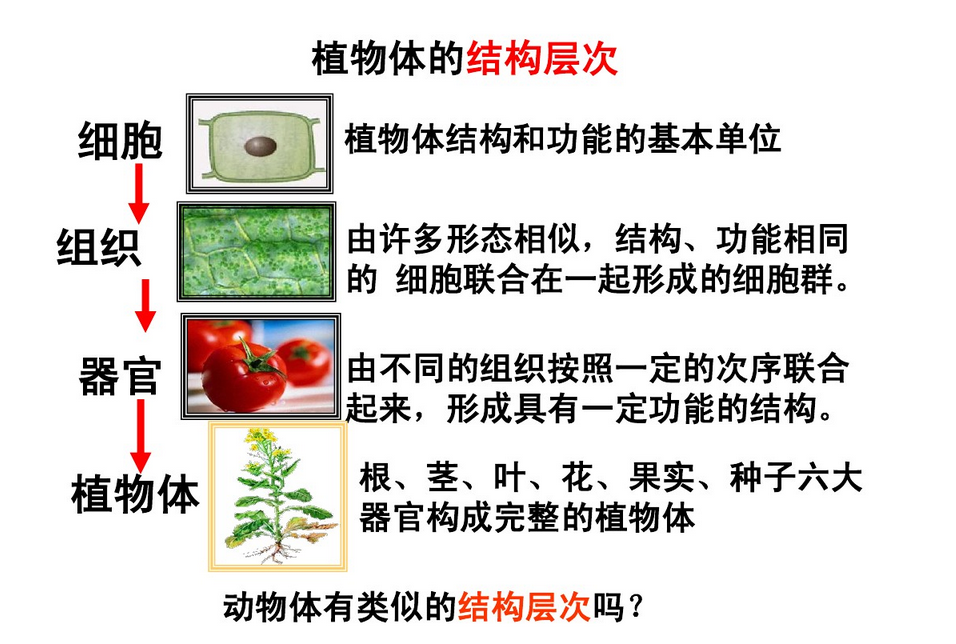 植物体的结构层次
细胞
植物体结构和功能的基本单位
组织
由许多形态相似，结构、功能相同
的 细胞联合在一起形成的细胞群。
器官
由不同的组织按照一定的次序联合
起来，形成具有一定功能的结构。
植物体
根、茎、叶、花、果实、种子六大
器官构成完整的植物体
动物体有类似的结构层次吗？